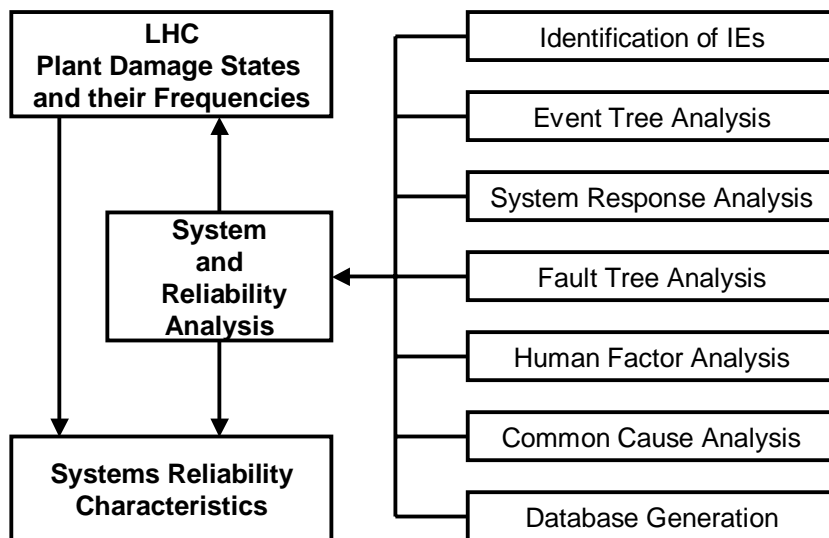 LHC
Plant Damage States
and their Frequencies
System
and
Reliability
Analysis
Systems Reliability
Characteristics
Identification of IEs
Event Tree Analysis
System Response Analysis
Fault Tree Analysis
Human Factor Analysis
Common Cause Analysis
Database Generation